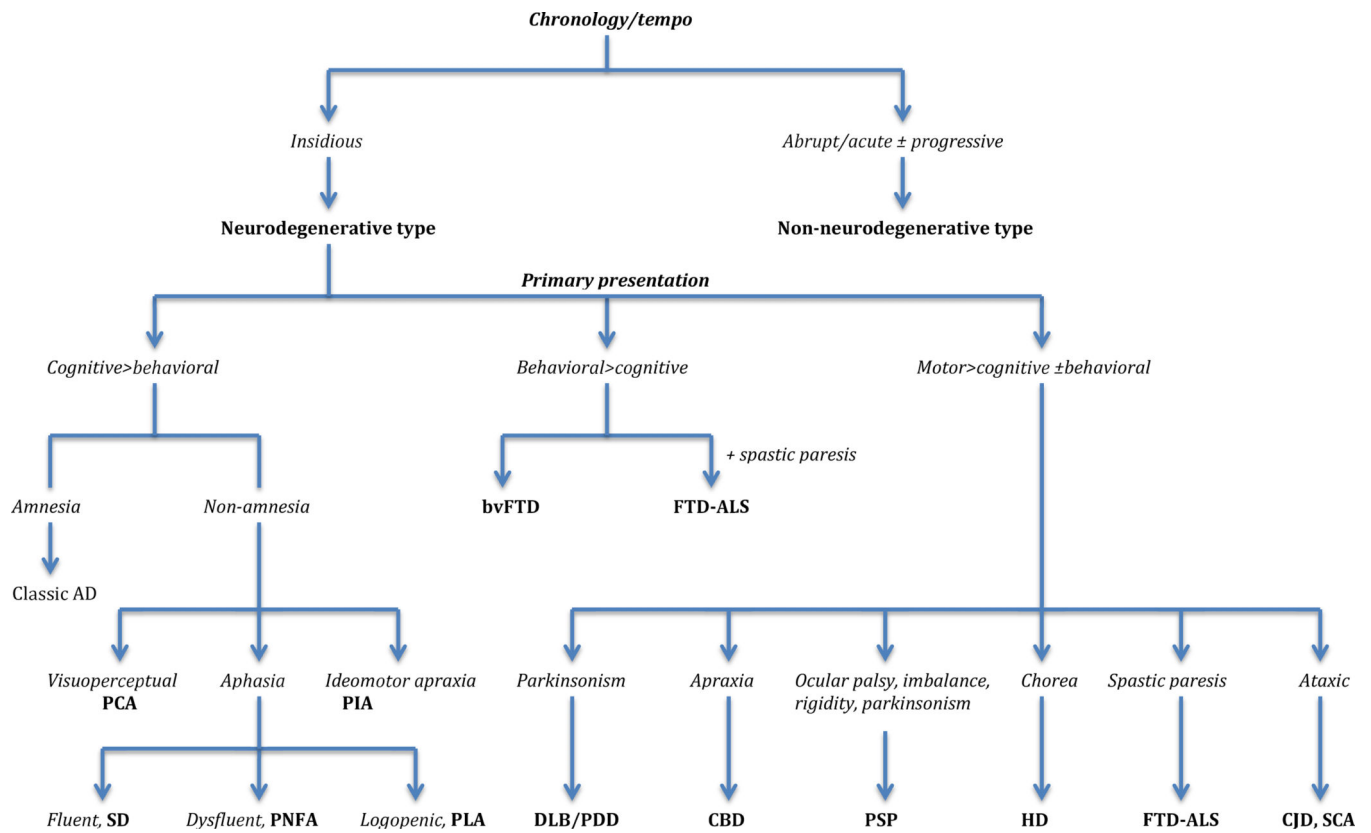 Chronology/tempo
Insidious
Abrupt/acute ± progressive
Neurodegenerative type
Non-neurodegenerative type
Primary presentation
Cognitive>behavioral
Behavioral>cognitive
Motor>cognitive ±behavioral
+ spastic paresis
Amnesia
Non-amnesia
bvFTD
FTD-ALS
Classic AD
Visuoperceptual
PCA
Aphasia
Ideomotor apraxia
PIA
Parkinsonism
Apraxia
Ocular palsy, imbalance,
rigidity, parkinsonism
Chorea
Spastic paresis
Ataxic
Fluent, SD
Dysfluent, PNFA
Logopenic, PLA
DLB/PDD
CBD
PSP
HD
FTD-ALS
CJD, SCA